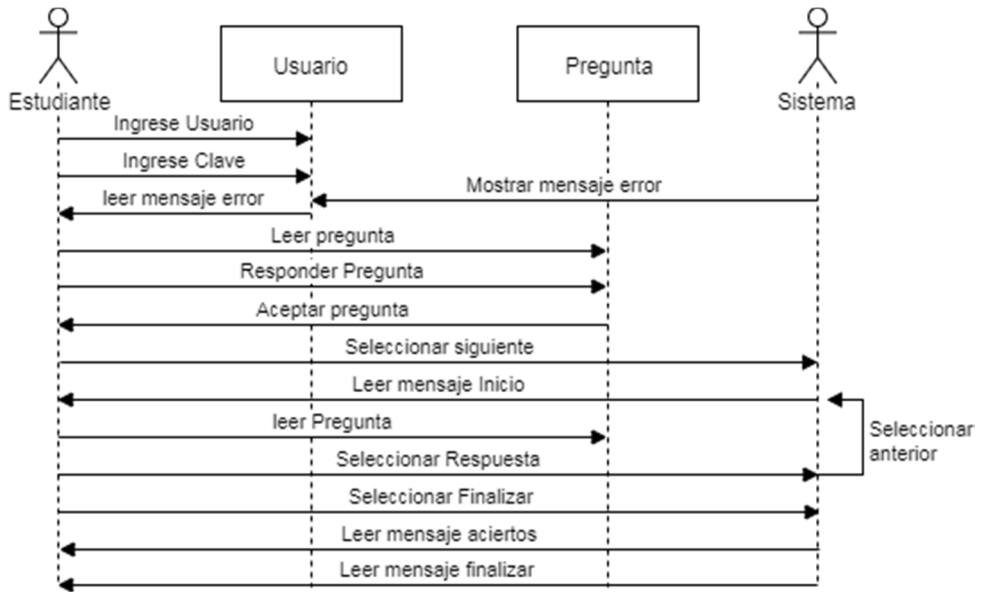 Usuario
Pregunta
Estudiante
Sistema
Ingrese Usuario
Ingrese Clave
Mostrar mensaje error
leer mensaje error
Leer pregunta
Responder Pregunta
Aceptar pregunta
Seleccionar siguiente
Leer mensaje Inicio
leer Pregunta
Seleccionar
anterior
Seleccionar Respuesta
Seleccionar Finalizar
Leer mensaje aciertos
Leer mensaje finalizar